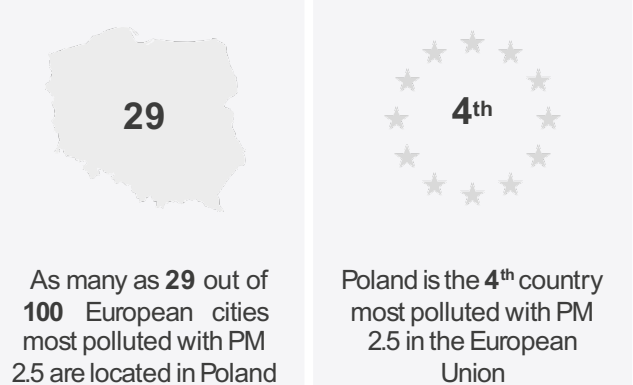 29
As many as 29 out of
100 European cities
most polluted with PM
2.5 are located in Poland
4th
Poland is the 4th country
most polluted with PM
2.5 in the European
Union